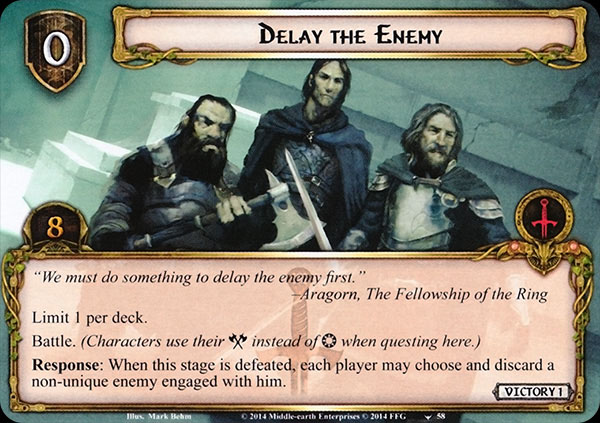 0
DELAY THE ENEMY
8
“We must do something to delay the enemy first.”
–Aragorn, The Fellowship of the Ring
Limit 1 per deck.
Battle. (Characters use their instead of when questing here.)
Response: When this stage is defeated, each player may choose and discard a
non-unique enemy engaged with him.
VICTORY 1
Illus. Mark Behm © 2014 Middle-earth Enterprises © 2014 FFG 58